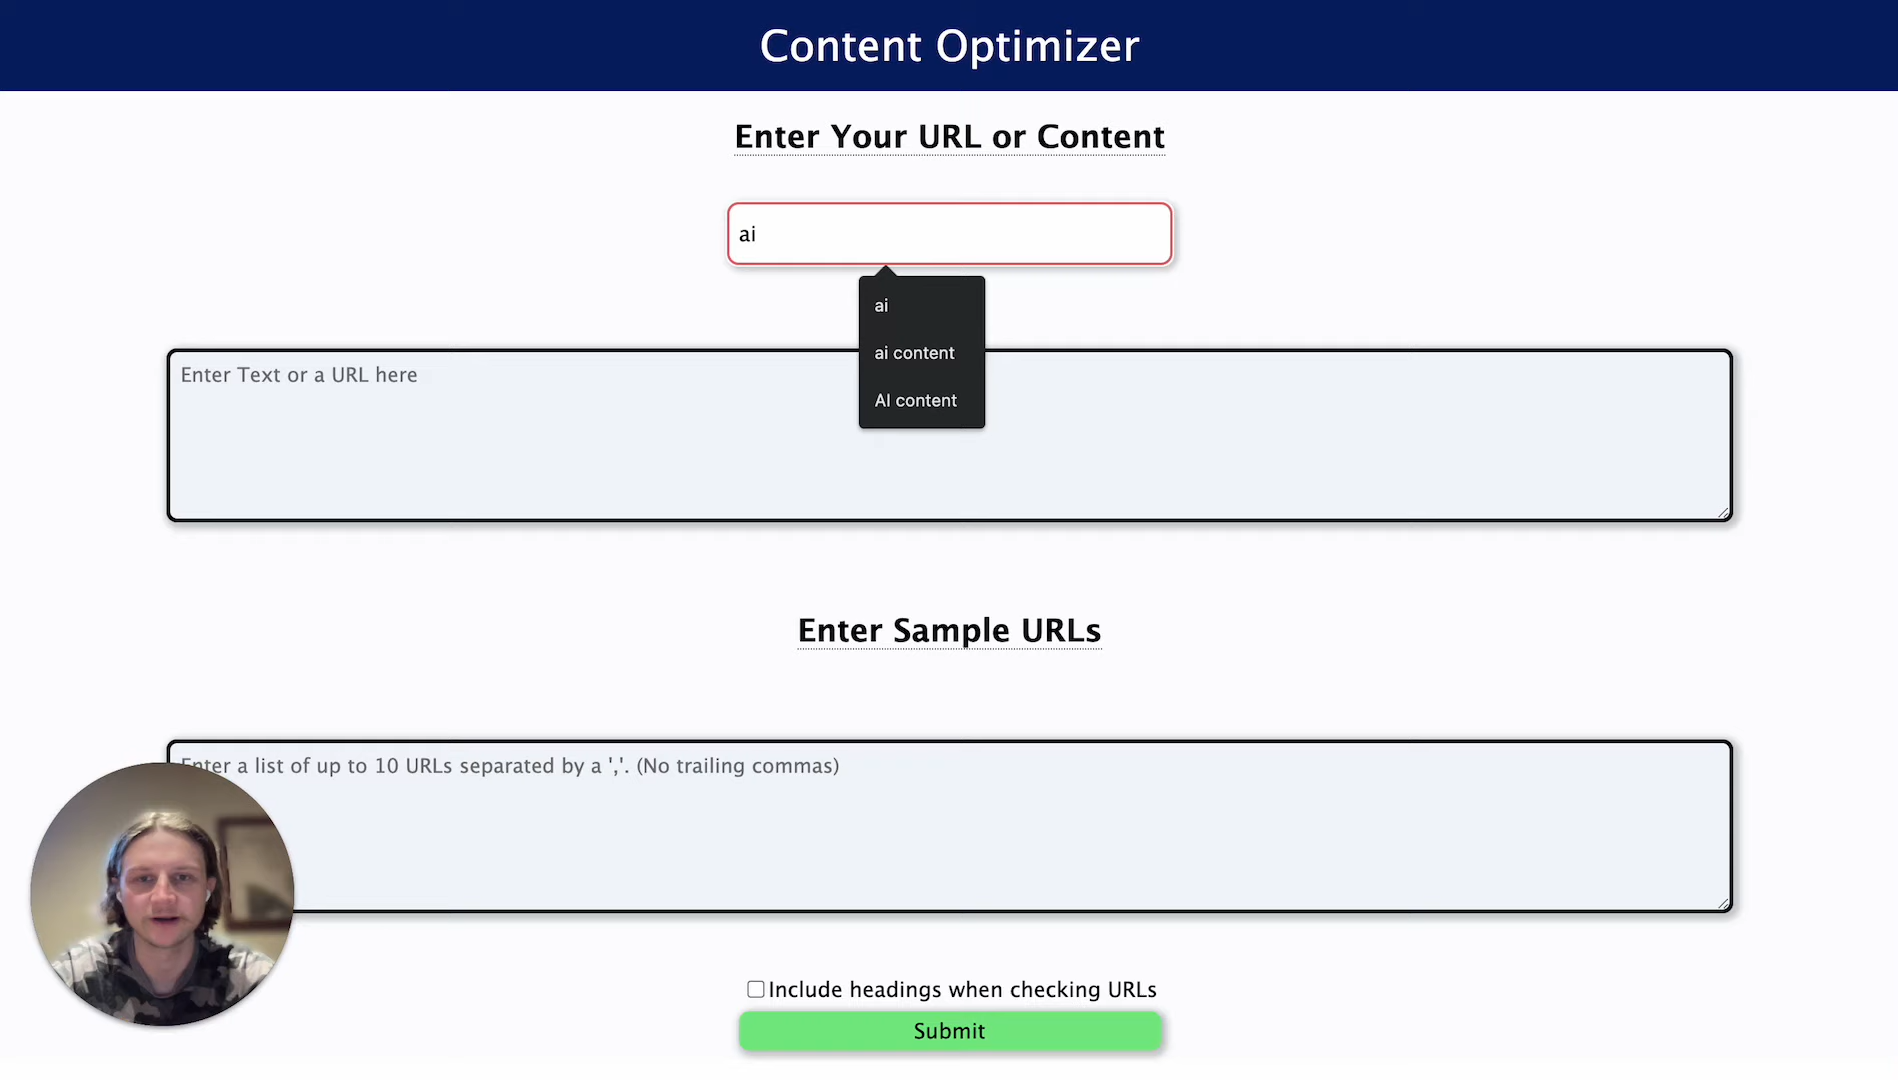 Content Optimizer
Enter Your URL or Content
ai
ai
ai content
AI content
Enter Text or a URL here
Enter Sample URLs
Enter a list of up to 10 URLs separated by a ','. (No trailing commas)
Include headings when checking URLs
Submit